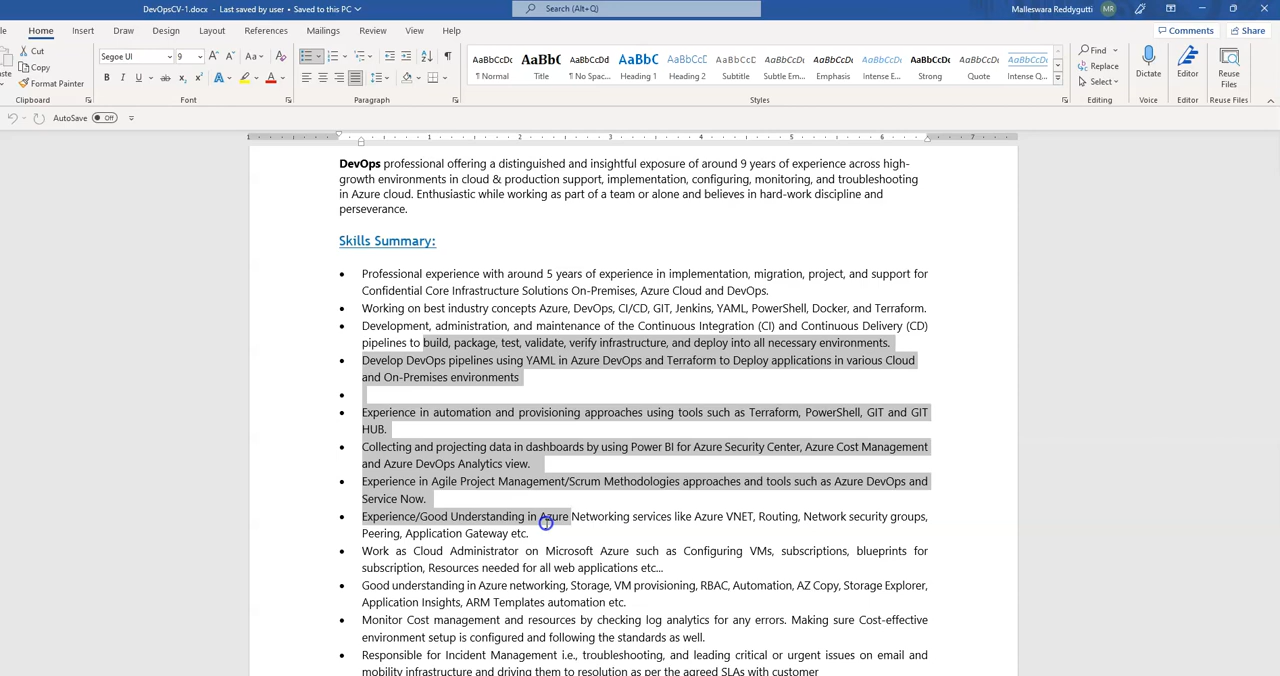 DevOpsCV-1.docx • Last saved by user • Saved to this PC
Search (Alt+Q)
Malleswara Reddygutti MR
Home Insert Draw Design Layout References Mailings Review View Help
Comments Share
Cut
Copy
Format Painter
Clipboard
Segoe UI 9
Font
Paragraph
AaBbCcDc AaBbC AaBbCcDd AaBbC AaBbCcC AaBbCcD AaBbCcDd AaBbCcDd AaBbCcDd AaBbCcDd AaBbCcDd AaBbCcDd
¶ Normal Title ¶ No Spac... Heading 1 Heading 2 Subtitle Subtle Em... Emphasis Intense E... Strong Quote Intense Q...
Styles
Find
Replace
Select
Editing
Dictate
Voice
Editor
Editor
Reuse
Files
Reuse Files
AutoSave Off
DevOps professional offering a distinguished and insightful exposure of around 9 years of experience across high-
growth environments in cloud & production support, implementation, configuring, monitoring, and troubleshooting
in Azure cloud. Enthusiastic while working as part of a team or alone and believes in hard-work discipline and
perseverance.
Skills Summary:
• Professional experience with around 5 years of experience in implementation, migration, project, and support for
Confidential Core Infrastructure Solutions On-Premises, Azure Cloud and DevOps.
• Working on best industry concepts Azure, DevOps, CI/CD, GIT, Jenkins, YAML, PowerShell, Docker, and Terraform.
• Development, administration, and maintenance of the Continuous Integration (CI) and Continuous Delivery (CD)
pipelines to build, package, test, validate, verify infrastructure, and deploy into all necessary environments.
• Develop DevOps pipelines using YAML in Azure DevOps and Terraform to Deploy applications in various Cloud
and On-Premises environments
•
• Experience in automation and provisioning approaches using tools such as Terraform, PowerShell, GIT and GIT
HUB.
• Collecting and projecting data in dashboards by using Power BI for Azure Security Center, Azure Cost Management
and Azure DevOps Analytics view.
• Experience in Agile Project Management/Scrum Methodologies approaches and tools such as Azure DevOps and
Service Now.
• Experience/Good Understanding in Azure Networking services like Azure VNET, Routing, Network security groups,
Peering, Application Gateway etc.
• Work as Cloud Administrator on Microsoft Azure such as Configuring VMs, subscriptions, blueprints for
subscription, Resources needed for all web applications etc...
• Good understanding in Azure networking, Storage, VM provisioning, RBAC, Automation, AZ Copy, Storage Explorer,
Application Insights, ARM Templates automation etc.
• Monitor Cost management and resources by checking log analytics for any errors. Making sure Cost-effective
environment setup is configured and following the standards as well.
• Responsible for Incident Management i.e., troubleshooting, and leading critical or urgent issues on email and
mobility infrastructure and driving them to resolution as per the agreed SLAs with customer